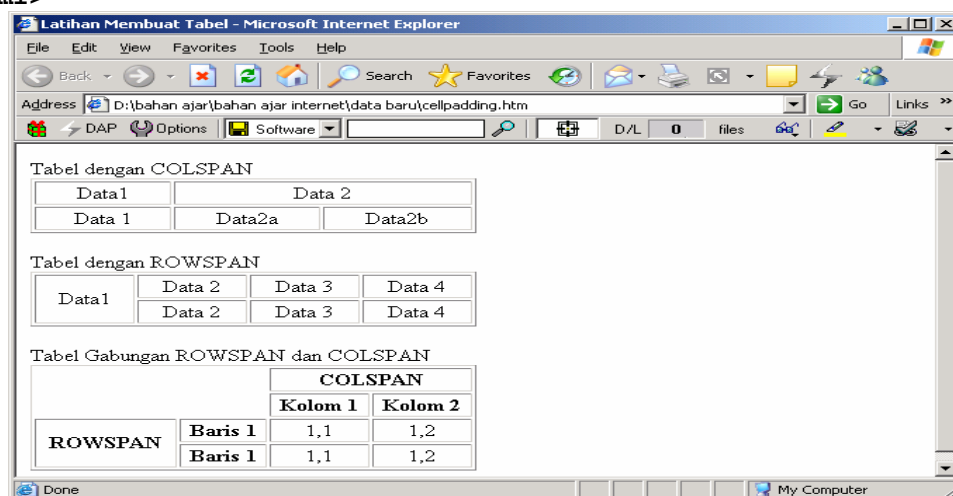 Latihan Membuat Tabel - Microsoft Internet Explorer
File Edit View Favorites Tools Help
Back Search Favorites
Address D:\bahan ajar\bahan ajar internet\data baru\cellpadding.htm Go Links »
DAP Options Software D/L 0 files
Tabel dengan COLSPAN
Data1 Data 2
Data 1 Data2a Data2b
Tabel dengan ROWSPAN
Data1 Data 2 Data 3 Data 4
Data 2 Data 3 Data 4
Tabel Gabungan ROWSPAN dan COLSPAN
COLSPAN
Kolom 1 Kolom 2
ROWSPAN Baris 1 1,1 1,2
Baris 1 1,1 1,2
Done My Computer